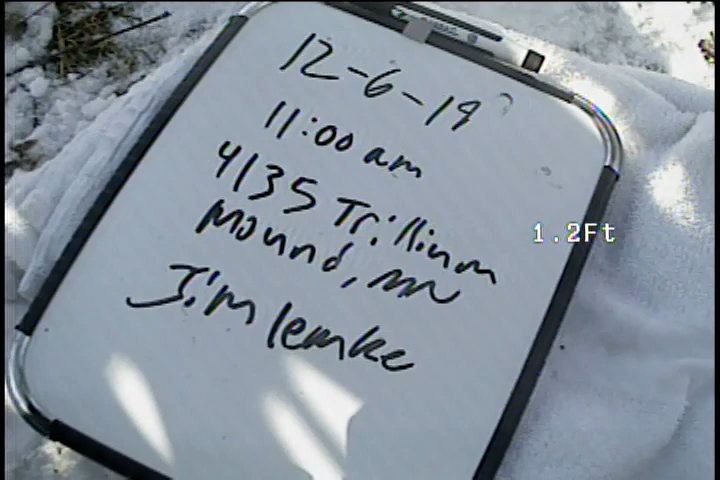 12-6-19
11:00 am
4135 Trillium
Mound, MN
Jim lemke
1.2Ft